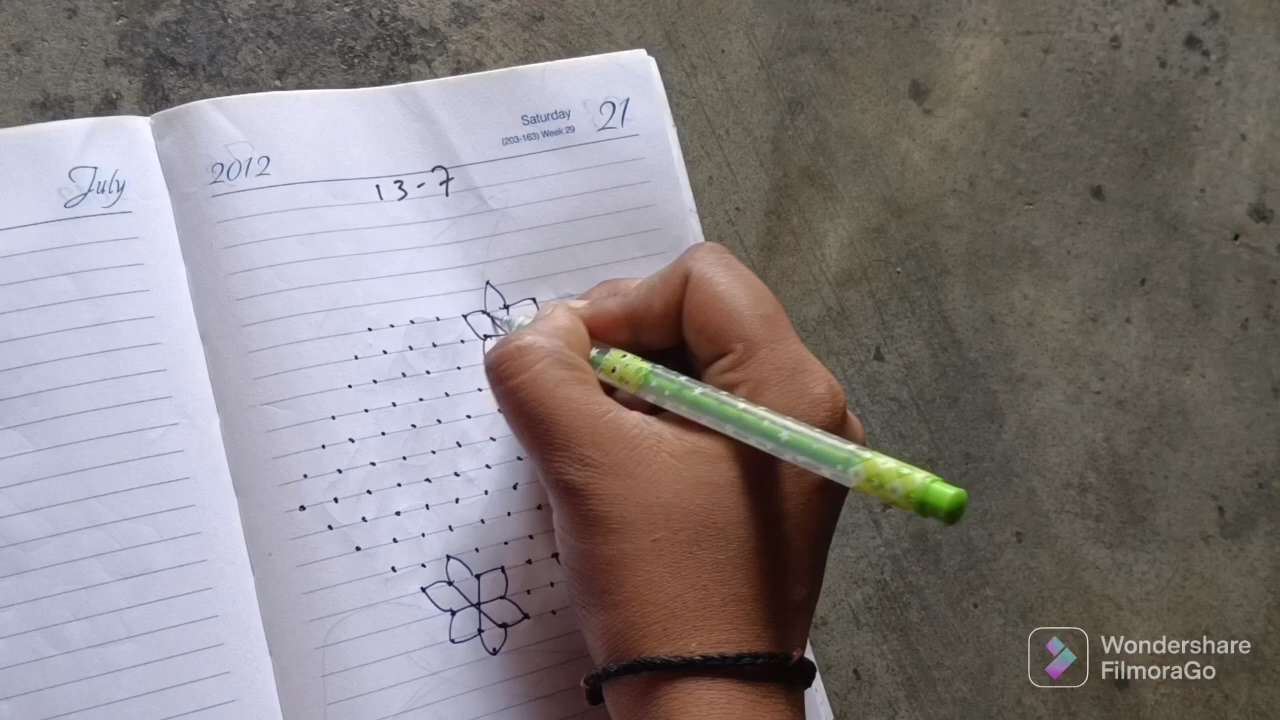 July
2012
Saturday 21
(203-163) Week 29
13-7
Wondershare
FilmoraGo